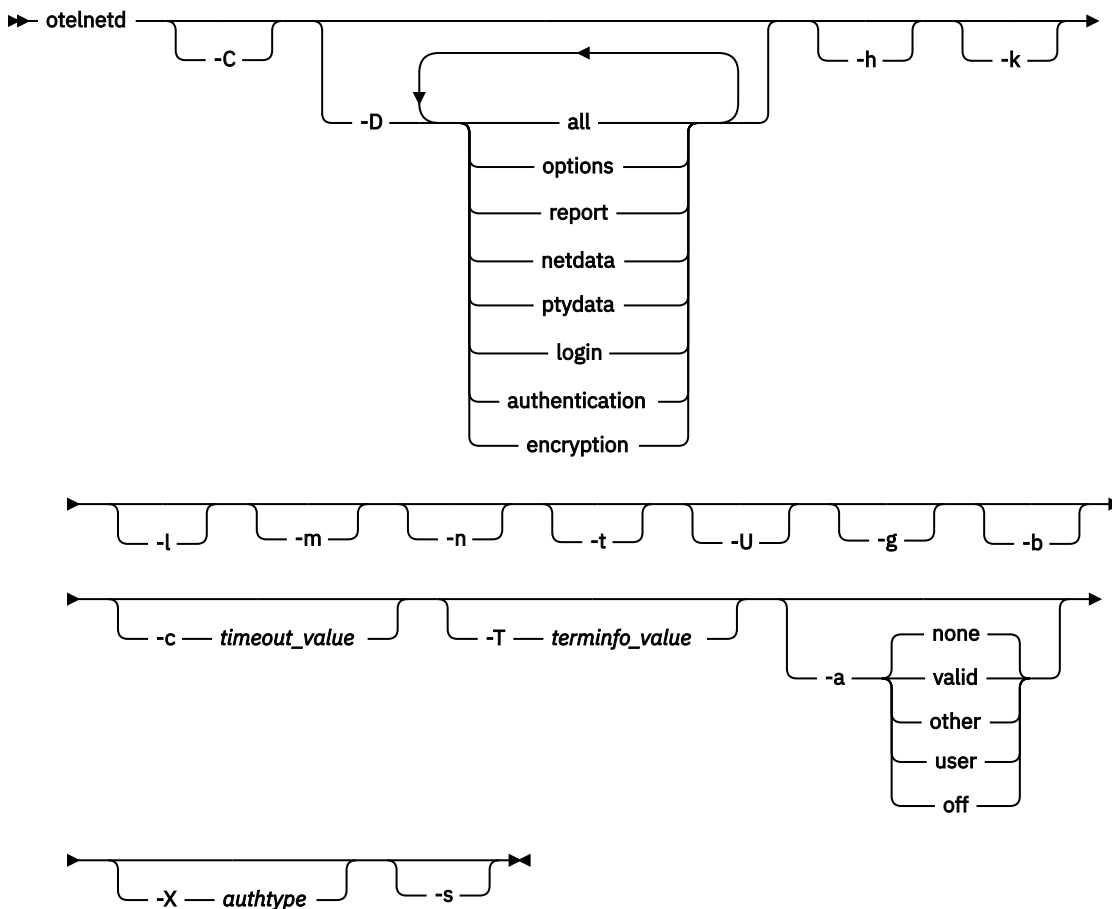 otelnetd
-C
-D
all
options
report
netdata
ptydata
login
authentication
encryption
-h
-k
-l
-m
-n
-t
-U
-g
-b
-c timeout_value
-T terminfo_value
-a
none
valid
other
user
off
-X authtype
-s